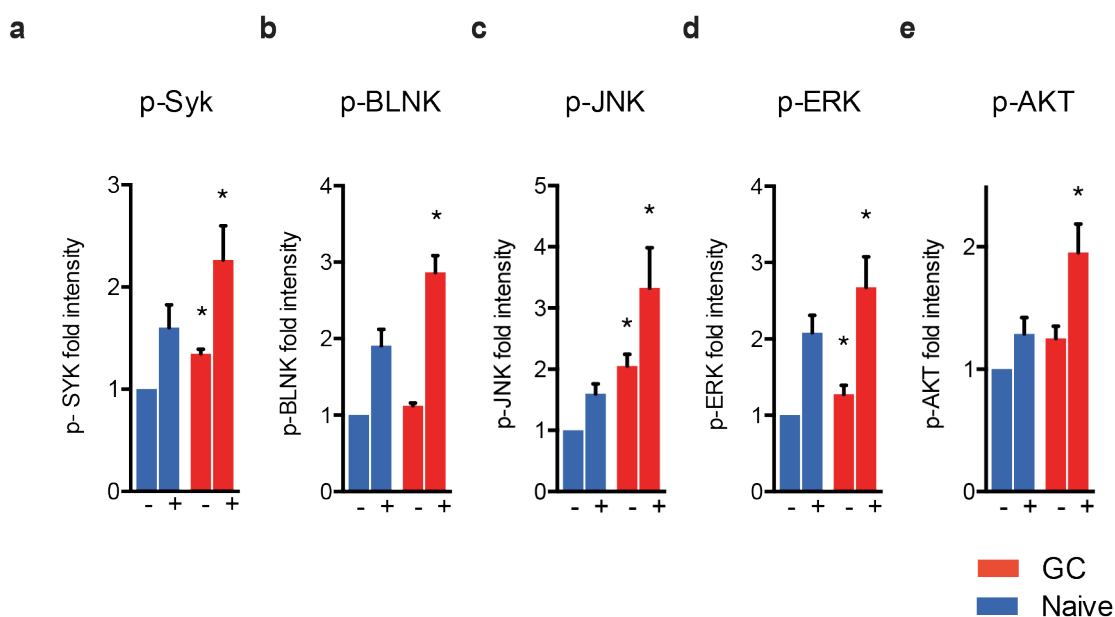 a b c d e
p-Syk p-BLNK p-JNK p-ERK p-AKT
p- SYK fold intensity
3
2
1
0
* *
- + - +
p-BLNK fold intensity
4
3
2
1
0
*
- + - +
p-JNK fold intensity
5
4
3
2
1
0
* *
- + - +
p-ERK fold intensity
4
3
2
1
0
* *
- + - +
p-AKT fold intensity
2
1
0
*
- + - +
GC
Naive